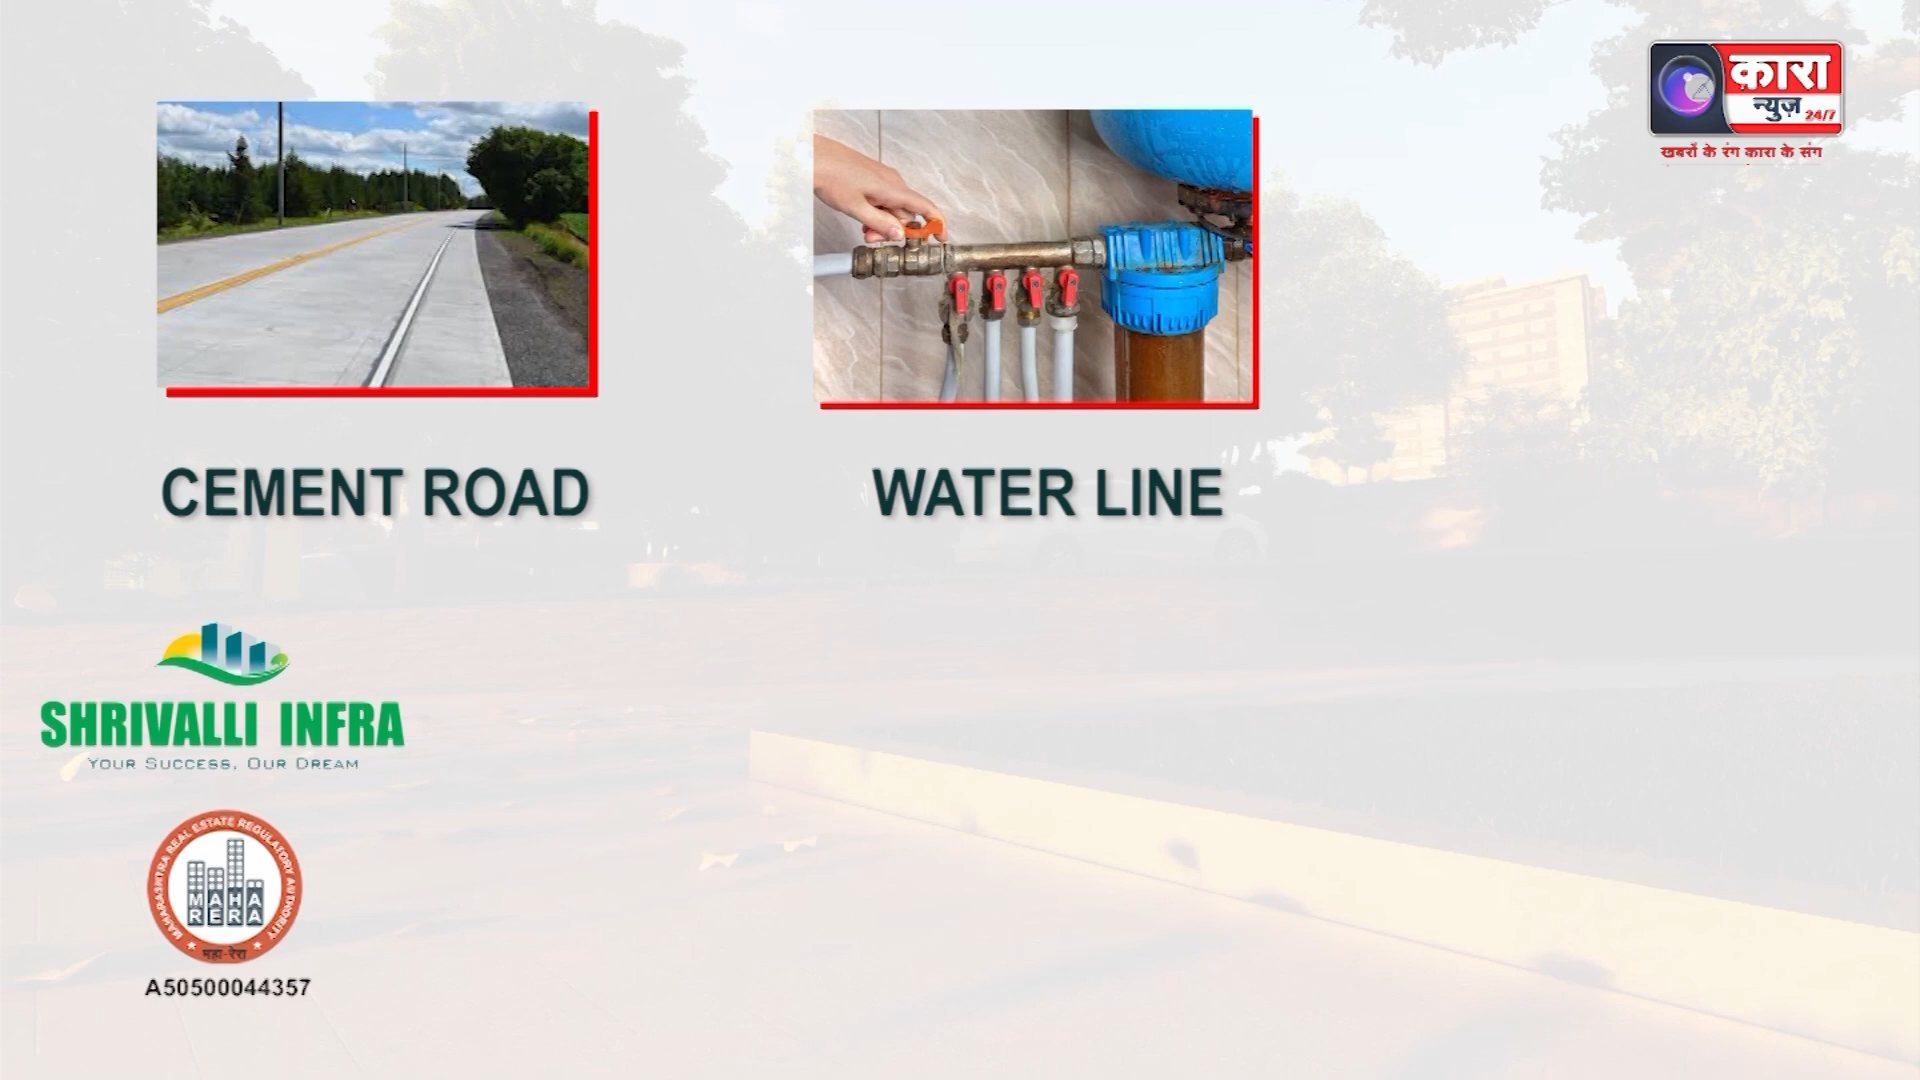 कारा
न्युज़
24/7
खबरों के रंग कारा के संग
CEMENT ROAD
WATER LINE
SHRIVALLI INFRA
YOUR SUCCESS, OUR DREAM
MAHARASHTRA REAL ESTATE REGULATORY AUTHORITY
MAHA
RERA
महा-रेरा
A50500044357